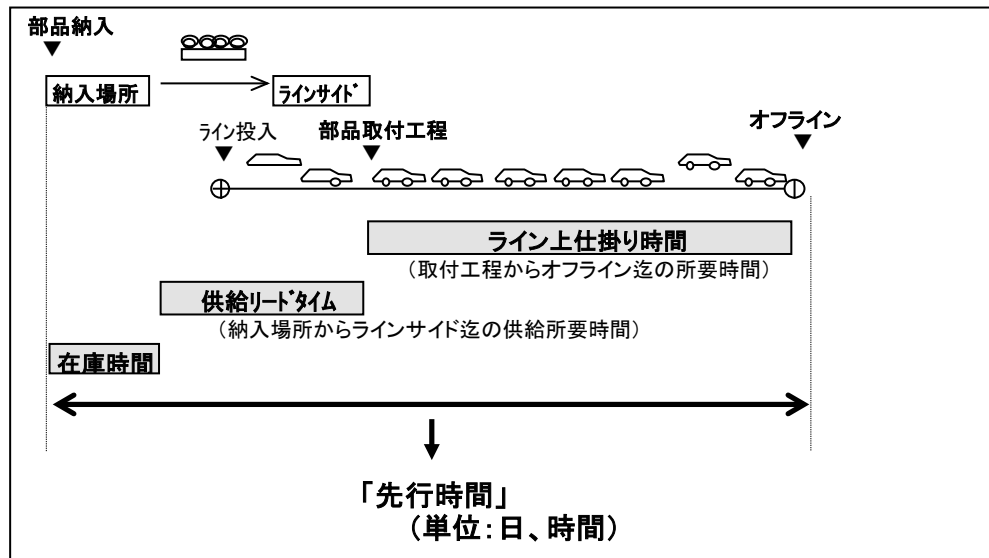 部品納入
納入場所
ラインサイド
ライン投入
部品取付工程
オフライン
ライン上仕掛り時間
（取付工程からオフライン迄の所要時間）
供給リードタイム
（納入場所からラインサイド迄の供給所要時間）
在庫時間
「先行時間」
（単位：日、時間）